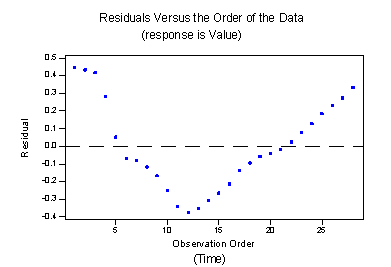 Residuals Versus the Order of the Data
(response is Value)
0.5
0.4
0.3
0.2
0.1
0.0
-0.1
-0.2
-0.3
-0.4
Residual
5 10 15 20 25
Observation Order
(Time)